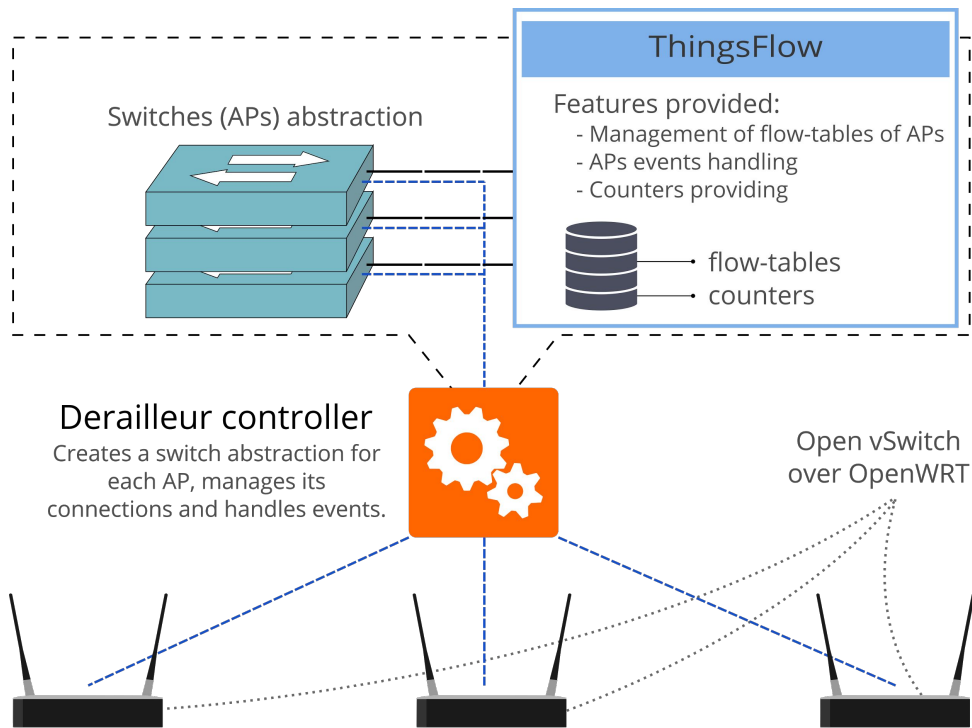 ThingsFlow
Switches (APs) abstraction
Features provided:
- Management of flow-tables of APs
- APs events handling
- Counters providing
flow-tables
counters
Derailleur controller
Creates a switch abstraction for
each AP, manages its
connections and handles events.
Open vSwitch
over OpenWRT